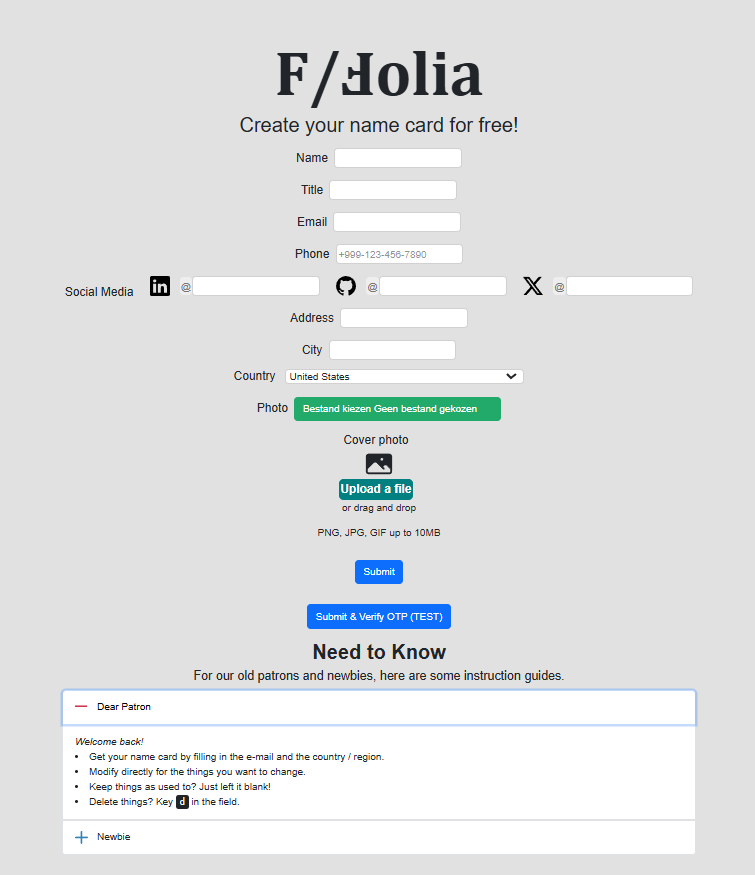 F/Ⅎolia
Create your name card for free!
Name
Title
Email
Phone +999-123-456-7890
Social Media @ @ @
Address
City
Country United States
Photo Bestand kiezen Geen bestand gekozen
Cover photo
Upload a file
or drag and drop
PNG, JPG, GIF up to 10MB
Submit
Submit & Verify OTP (TEST)
Need to Know
For our old patrons and newbies, here are some instruction guides.
Dear Patron
Welcome back!
• Get your name card by filling in the e-mail and the country / region.
• Modify directly for the things you want to change.
• Keep things as used to? Just left it blank!
• Delete things? Key d in the field.
Newbie